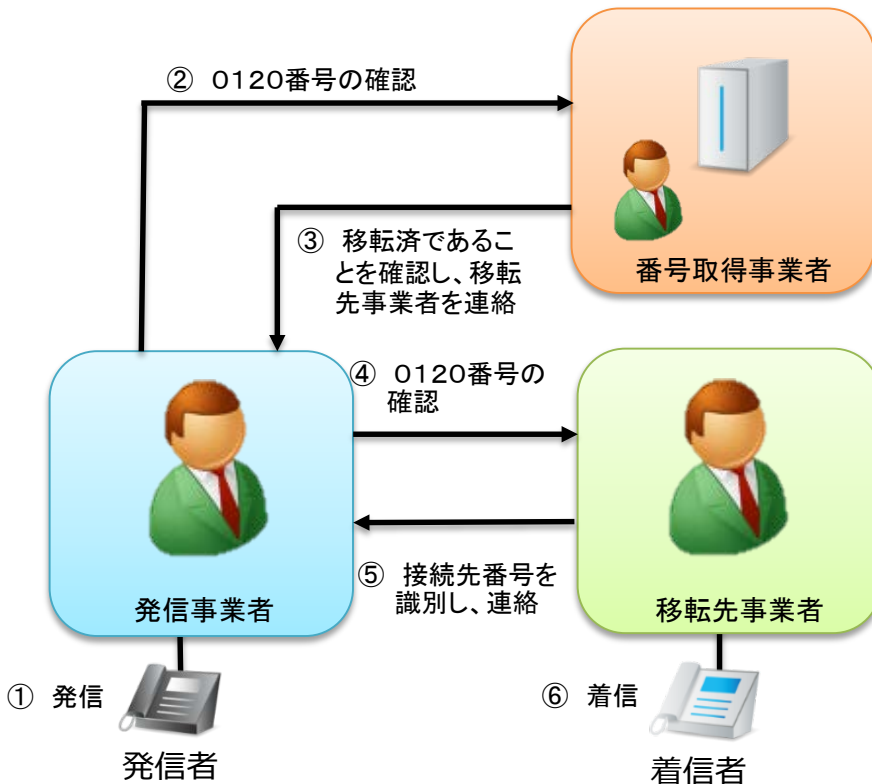 ② 0120番号の確認
③ 移転済であるこ
とを確認し、移転
先事業者を連絡
番号取得事業者
④ 0120番号の
確認
⑤ 接続先番号を
識別し、連絡
発信事業者
移転先事業者
① 発信
⑥ 着信
発信者
着信者